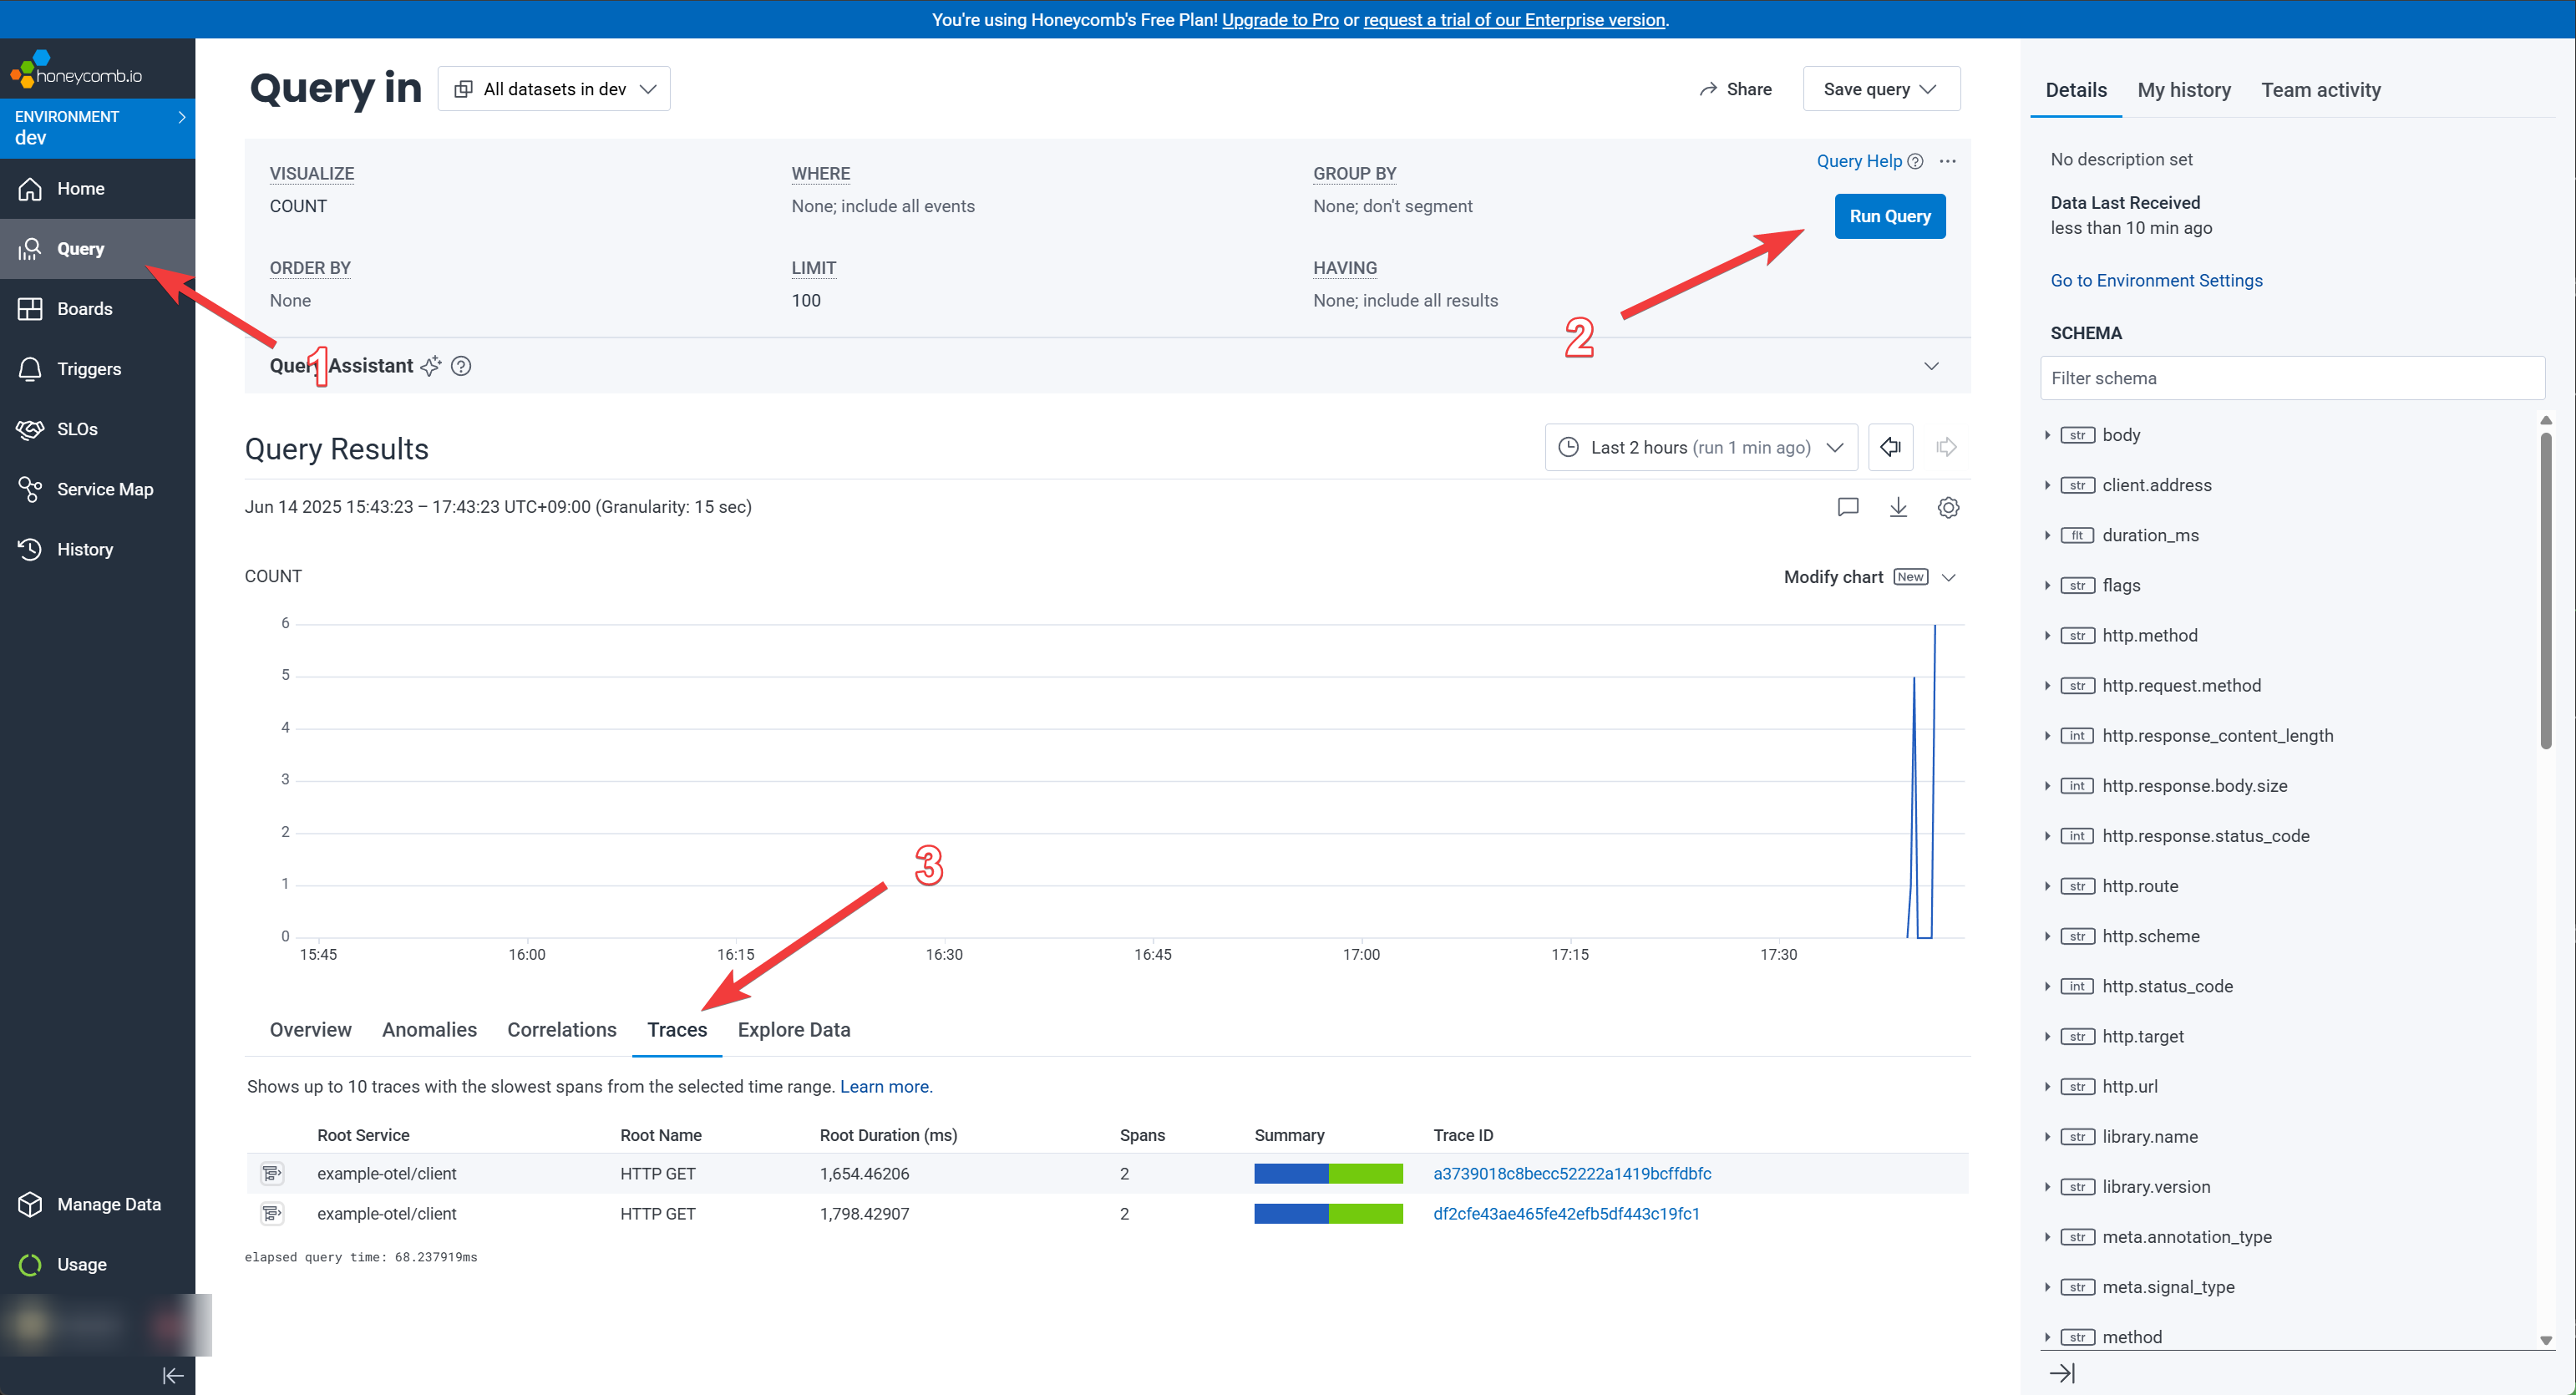 You're using Honeycomb's Free Plan! Upgrade to Pro or request a trial of our Enterprise version.
honeycomb.io
ENVIRONMENT
dev
Home
Query
Boards
Triggers
SLOs
Service Map
History
Manage Data
Usage
Query in
All datasets in dev
Share
Save query
VISUALIZE
COUNT
WHERE
None; include all events
GROUP BY
None; don't segment
Query Help
Run Query
ORDER BY
None
LIMIT
100
HAVING
None; include all results
1
2
Query Assistant
Query Results
Last 2 hours (run 1 min ago)
Jun 14 2025 15:43:23 – 17:43:23 UTC+09:00 (Granularity: 15 sec)
COUNT
Modify chart New
6
5
4
3
2
1
0
15:45 16:00 16:15 16:30 16:45 17:00 17:15 17:30
3
Overview Anomalies Correlations Traces Explore Data
Shows up to 10 traces with the slowest spans from the selected time range. Learn more.
Root Service Root Name Root Duration (ms) Spans Summary Trace ID
example-otel/client HTTP GET 1,654.46206 2 a3739018c8becc52222a1419bcffdbfc
example-otel/client HTTP GET 1,798.42907 2 df2cfe43ae465fe42efb5df443c19fc1
elapsed query time: 68.237919ms
Details My history Team activity
No description set
Data Last Received
less than 10 min ago
Go to Environment Settings
SCHEMA
Filter schema
str body
str client.address
flt duration_ms
str flags
str http.method
str http.request.method
int http.response_content_length
int http.response.body.size
int http.response.status_code
str http.route
str http.scheme
int http.status_code
str http.target
str http.url
str library.name
str library.version
str meta.annotation_type
str meta.signal_type
str method